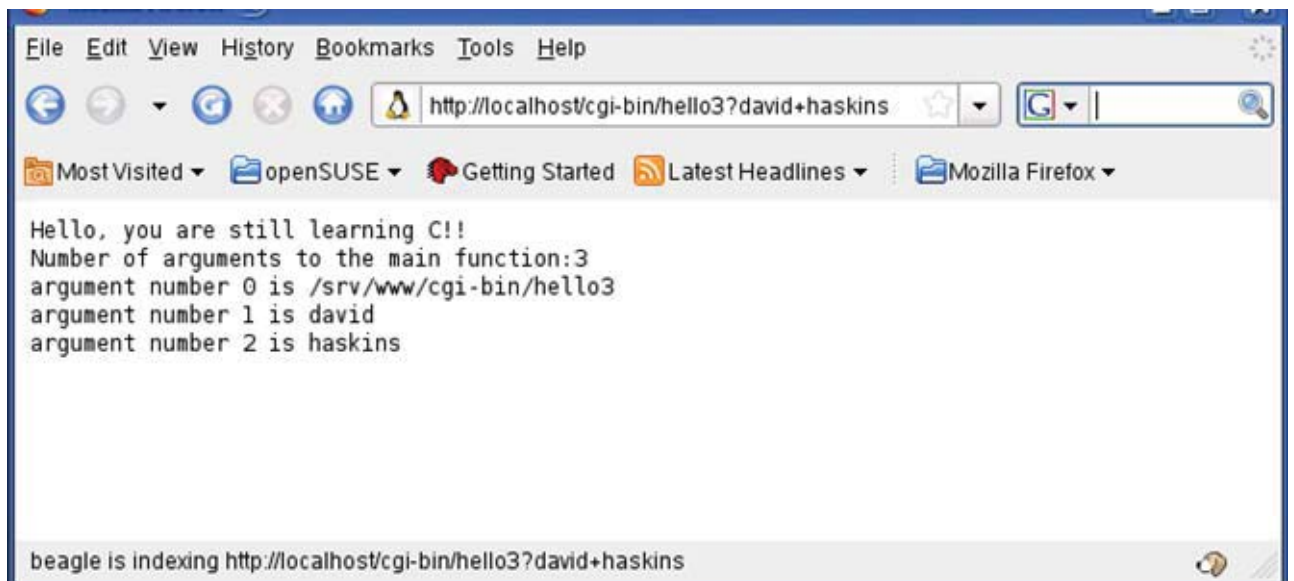 File Edit View History Bookmarks Tools Help
http://localhost/cgi-bin/hello3?david+haskins G
Most Visited openSUSE Getting Started Latest Headlines Mozilla Firefox
Hello, you are still learning C!!
Number of arguments to the main function:3
argument number 0 is /srv/www/cgi-bin/hello3
argument number 1 is david
argument number 2 is haskins
beagle is indexing http://localhost/cgi-bin/hello3?david+haskins